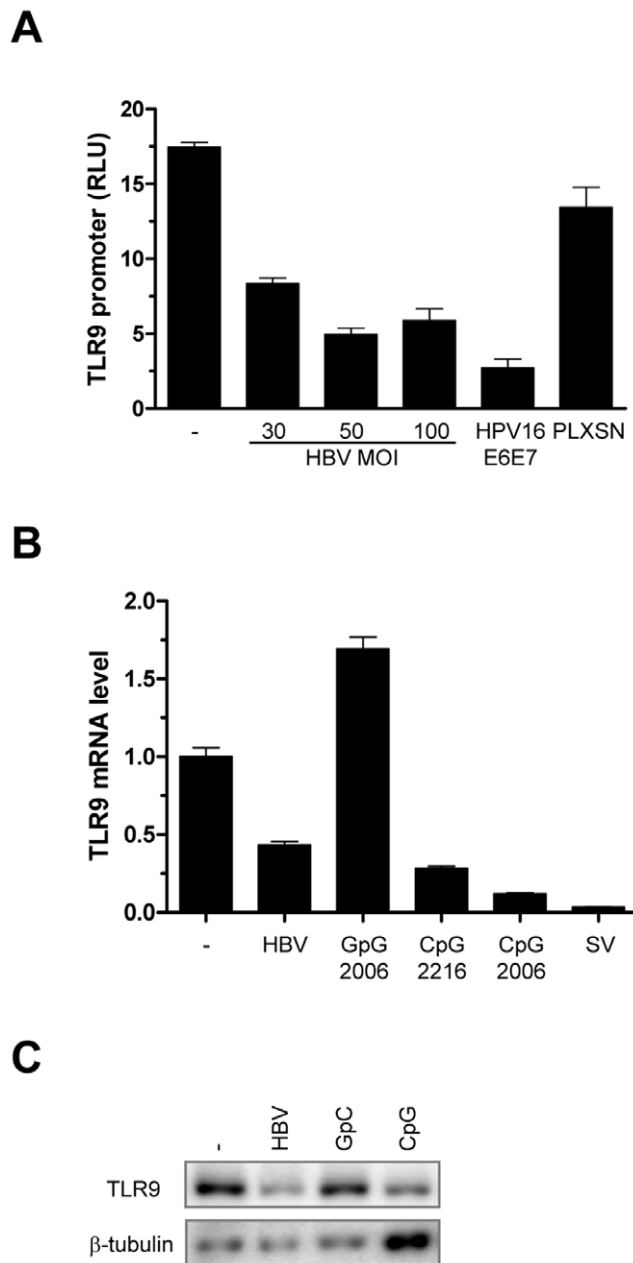 A
TLR9 promoter (RLU)
20
15
10
5
0
- 30 50 100 HPV16 PLXSN
HBV MOI E6E7
B
TLR9 mRNA level
2.0
1.5
1.0
0.5
0.0
- HBV GpG CpG CpG SV
2006 2216 2006
C
- HBV GpC CpG
TLR9
β-tubulin